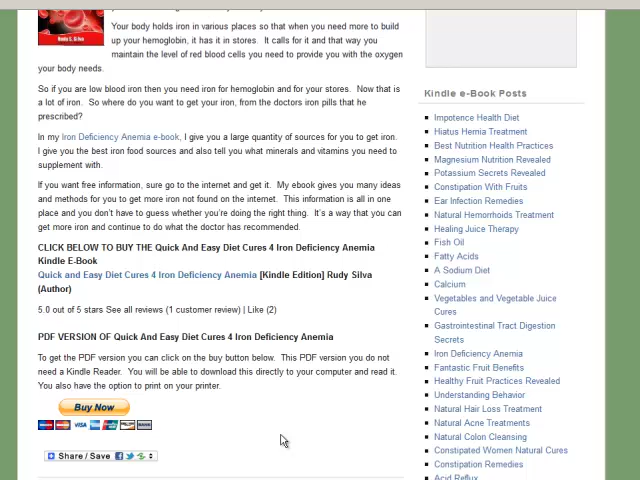 Rudy S. Silva
Your body holds iron in various places so that when you need more to build
up your hemoglobin, it has it in stores.  It calls for it and that way you
maintain the level of red blood cells you need to provide you with the oxygen
your body needs.
So if you are low blood iron then you need iron for hemoglobin and for your stores.  Now that is
a lot of iron.  So where do you want to get your iron, from the doctors iron pills that he
prescribed?
In my Iron Deficiency Anemia e-book, I give you a large quantity of sources for you to get iron.
I give you the best iron food sources and also tell you what minerals and vitamins you need to
supplement with.
If you want free information, sure go to the internet and get it.  My ebook gives you many ideas
and methods for you to get more iron not found on the internet.  This information is all in one
place and you don't have to guess whether you're doing the right thing.  It's a way that you can
get more iron and continue to do what the doctor has recommended.
CLICK BELOW TO BUY THE Quick And Easy Diet Cures 4 Iron Deficiency Anemia
Kindle E-Book
Quick and Easy Diet Cures 4 Iron Deficiency Anemia [Kindle Edition] Rudy Silva
(Author)
5.0 out of 5 stars See all reviews (1 customer review) | Like (2)
PDF VERSION OF Quick And Easy Diet Cures 4 Iron Deficiency Anemia
To get the PDF version you can click on the buy button below.  This PDF version you do not
need a Kindle Reader.  You will be able to download this directly to your computer and read it.
You also have the option to print on your printer.
Buy Now
VISA
Share / Save
Kindle e-Book Posts
Impotence Health Diet
Hiatus Hernia Treatment
Best Nutrition Health Practices
Magnesium Nutrition Revealed
Potassium Secrets Revealed
Constipation With Fruits
Ear Infection Remedies
Natural Hemorrhoids Treatment
Healing Juice Therapy
Fish Oil
Fatty Acids
A Sodium Diet
Calcium
Vegetables and Vegetable Juice
Cures
Gastrointestinal Tract Digestion
Secrets
Iron Deficiency Anemia
Fantastic Fruit Benefits
Healthy Fruit Practices Revealed
Understanding Behavior
Natural Hair Loss Treatment
Natural Acne Treatments
Natural Colon Cleansing
Constipated Women Natural Cures
Constipation Remedies
Acid Reflux